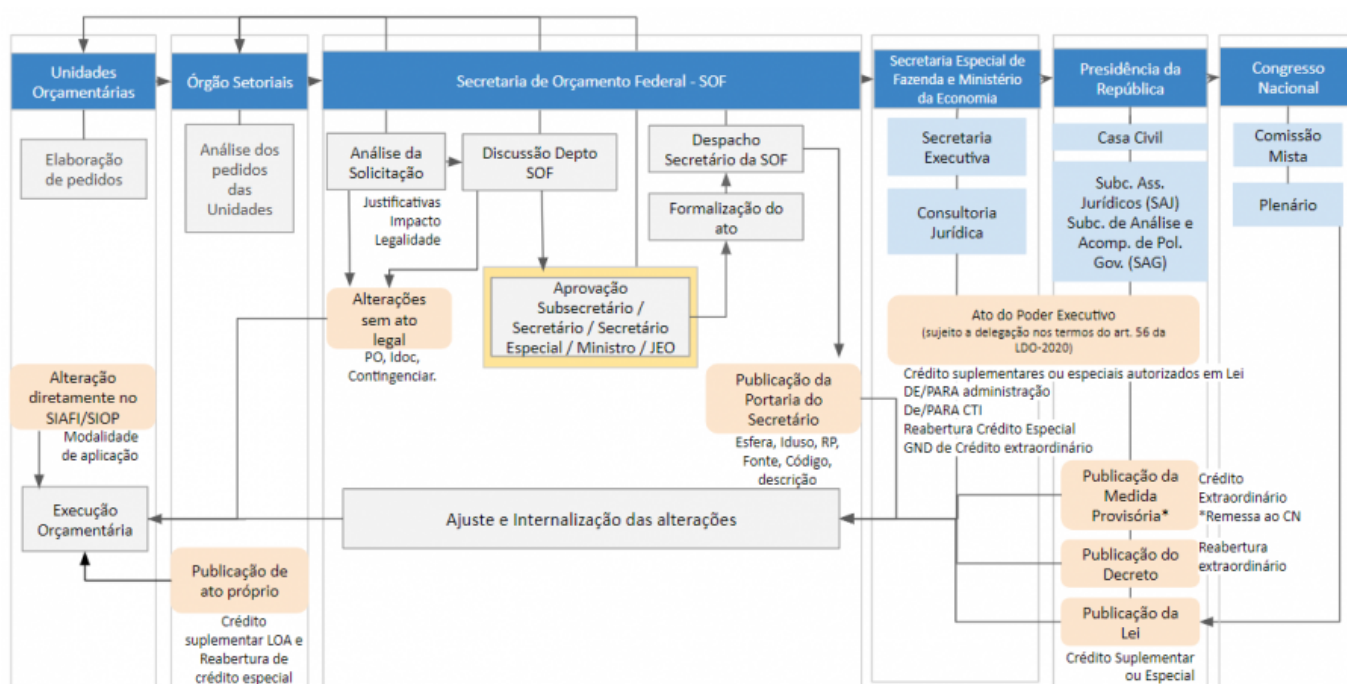 Unidades
Orçamentárias
Órgão Setoriais
Secretaria de Orçamento Federal - SOF
Secretaria Especial de
Fazenda e Ministério
da Economia
Presidência da
República
Congresso
Nacional
Elaboração
de pedidos
Análise dos
pedidos
das
Unidades
Análise da
Solicitação
Justificativas
Impacto
Legalidade
Discussão Depto
SOF
Despacho
Secretário da SOF
Formalização do
ato
Aprovação
Subsecretário /
Secretário / Secretário
Especial / Ministro / JEO
Alterações
sem ato
legal
PO, Idoc,
Contingenciar.
Secretaria
Executiva
Consultoria
Jurídica
Casa Civil
Subc. Ass.
Jurídicos (SAJ)
Subc. de Análise e
Acomp. de Pol.
Gov. (SAG)
Comissão
Mista
Plenário
Ato do Poder Executivo
(sujeito a delegação nos termos do art. 56 da
LDO-2020)
Crédito suplementares ou especiais autorizados em Lei
DE/PARA administração
De/PARA CTI
Reabertura Crédito Especial
GND de Crédito extraordinário
Alteração
diretamente no
SIAFI/SIOP
Modalidade
de aplicação
Publicação da
Portaria do
Secretário
Esfera, Iduso, RP,
Fonte, Código,
descrição
Execução
Orçamentária
Ajuste e Internalização das alterações
Publicação da
Medida
Provisória*
Crédito
Extraordinário
*Remessa ao CN
Publicação do
Decreto
Reabertura
extraordinário
Publicação de
ato próprio
Crédito
suplementar LOA e
Reabertura de
crédito especial
Publicação da
Lei
Crédito Suplementar
ou Especial